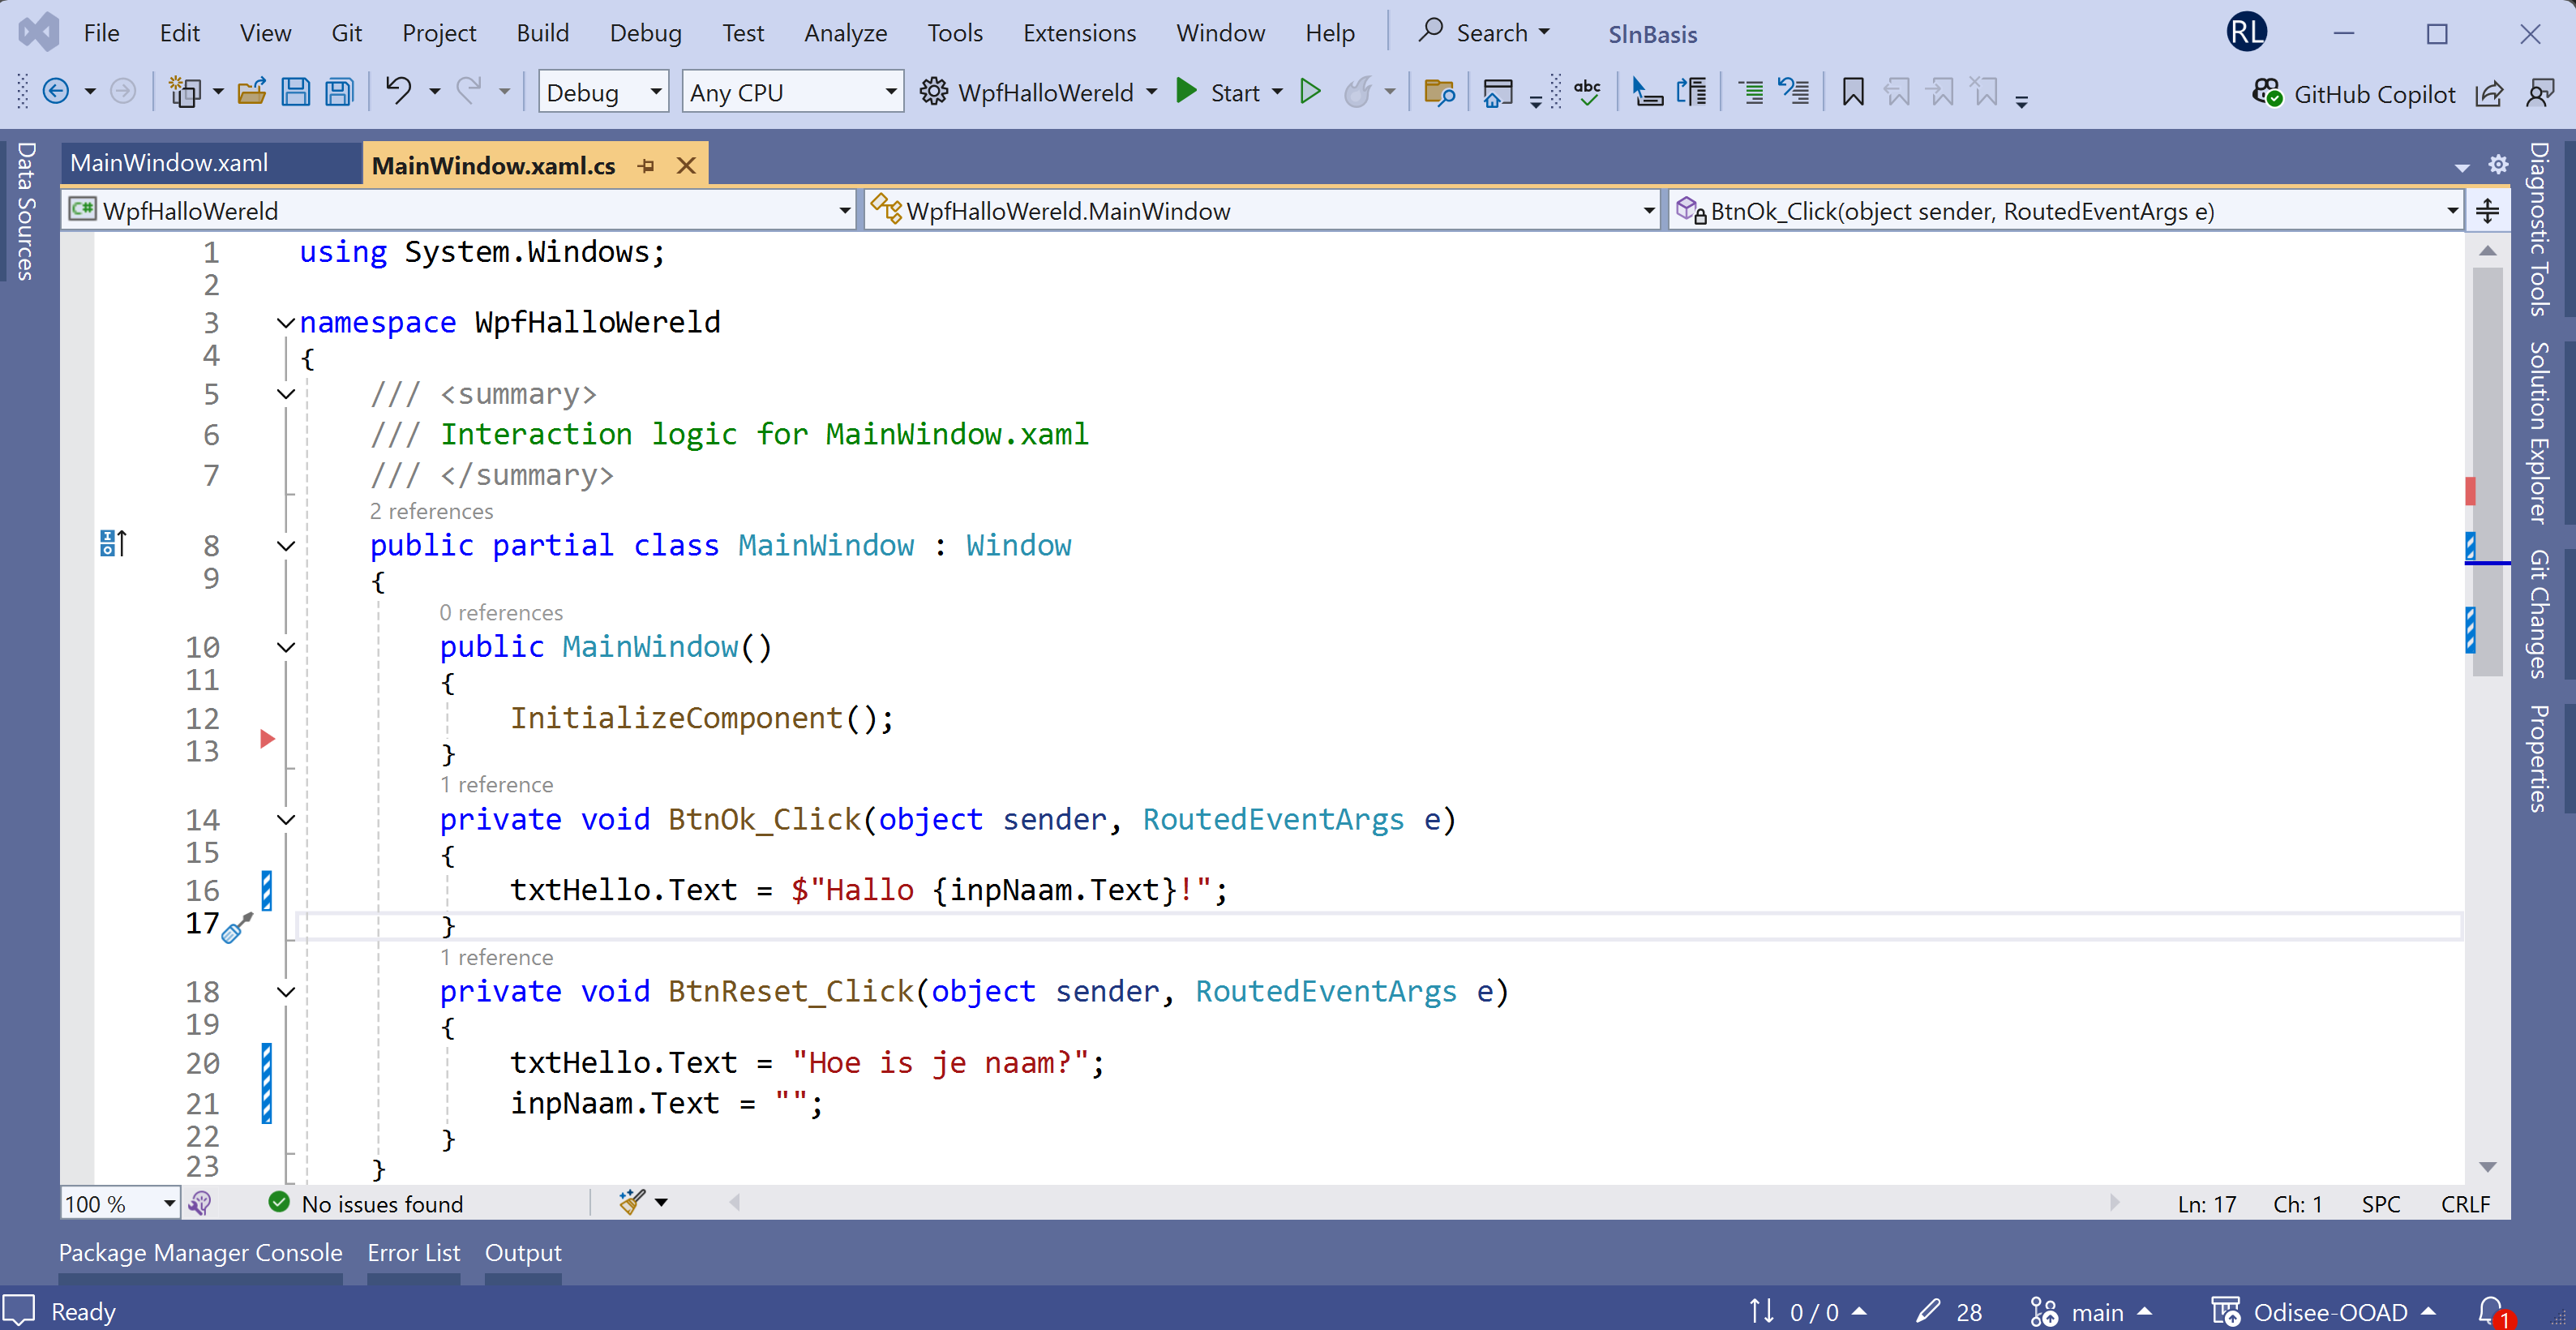 File Edit View Git Project Build Debug Test Analyze Tools Extensions Window Help Search SlnBasis RL
Debug Any CPU WpfHalloWereld Start abc GitHub Copilot
MainWindow.xaml MainWindow.xaml.cs
C# WpfHalloWereld WpfHalloWereld.MainWindow BtnOk_Click(object sender, RoutedEventArgs e)
Data Sources
Diagnostic Tools
Solution Explorer
Git Changes
Properties
1 using System.Windows;
2
3 namespace WpfHalloWereld
4 {
5 /// <summary>
6 /// Interaction logic for MainWindow.xaml
7 /// </summary>
2 references
8 public partial class MainWindow : Window
9 {
0 references
10 public MainWindow()
11 {
12 InitializeComponent();
13 }
1 reference
14 private void BtnOk_Click(object sender, RoutedEventArgs e)
15 {
16 txtHello.Text = $"Hallo {inpNaam.Text}!";
17 }
1 reference
18 private void BtnReset_Click(object sender, RoutedEventArgs e)
19 {
20 txtHello.Text = "Hoe is je naam?";
21 inpNaam.Text = "";
22 }
23 }
100 % No issues found Ln: 17 Ch: 1 SPC CRLF
Package Manager Console Error List Output
Ready 0 / 0 28 main Odisee-OOAD 1